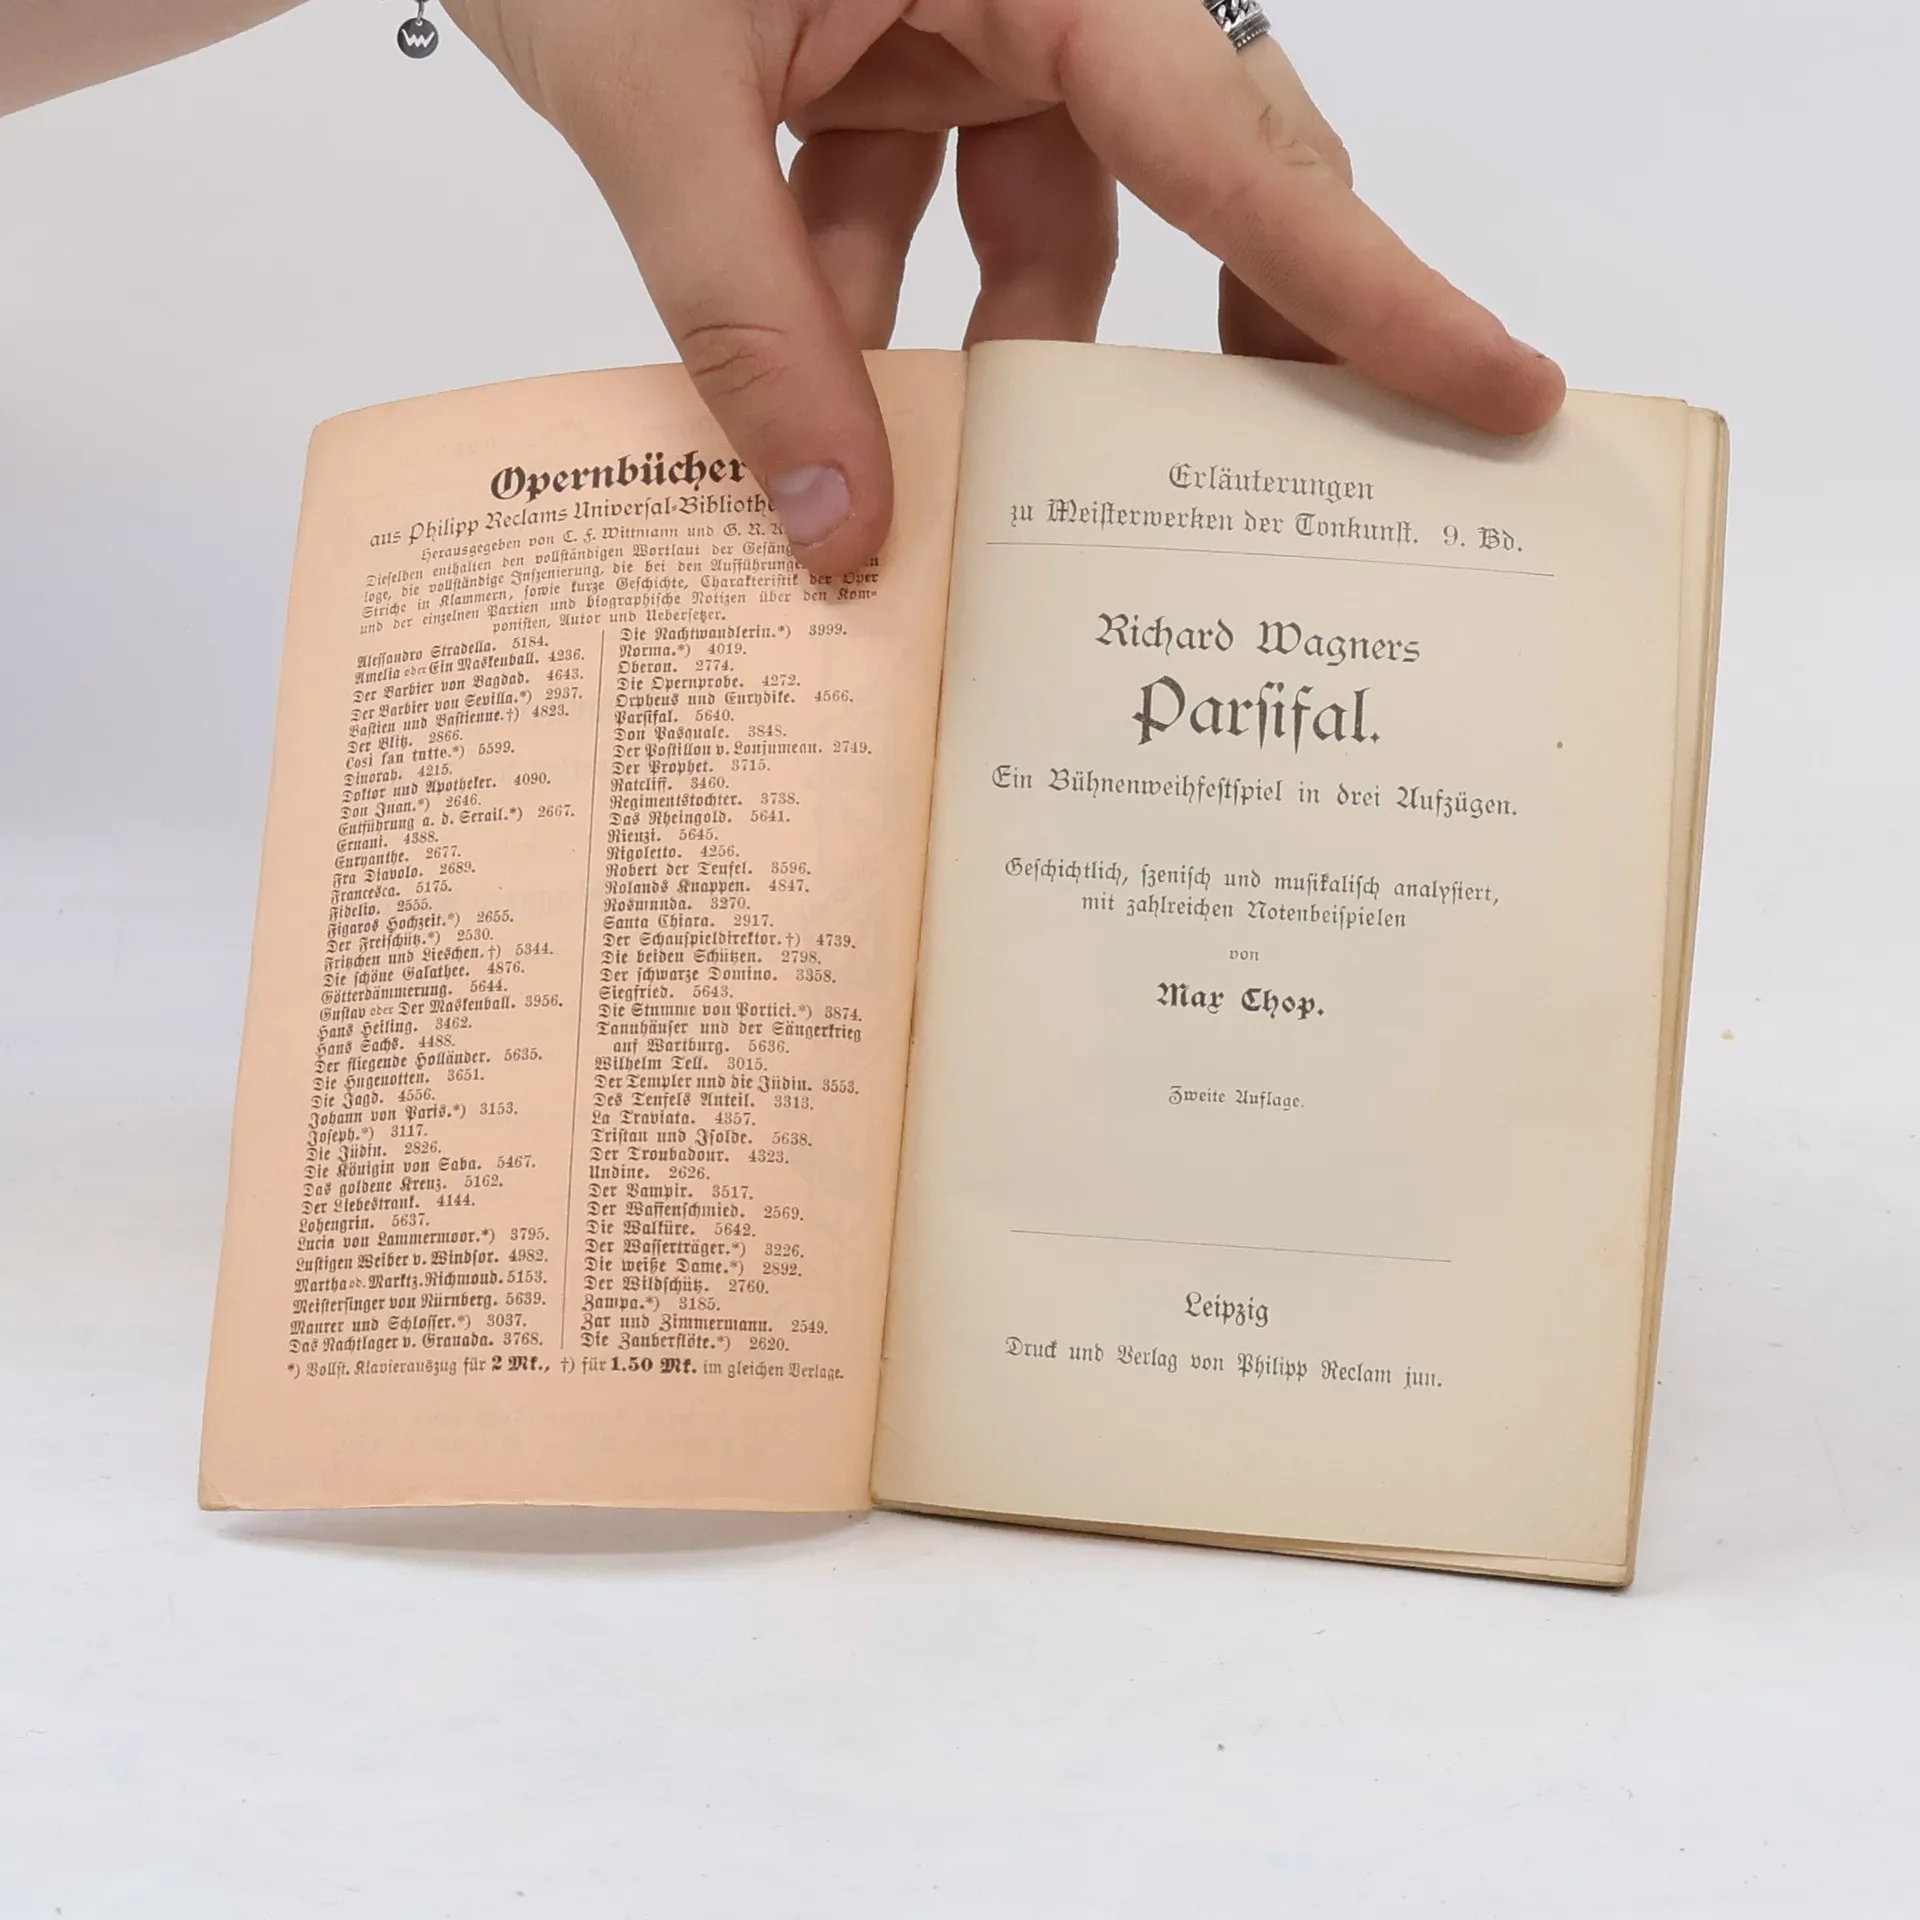 Opernbücher
aus Philipp Reclams Universal-Bibliothe
Herausgegeben von C. F. Wittmann und G. R.
Dieselben enthalten den vollständigen Wortlaut der Gesäng
loge, die vollständige Inszenierung, die bei den Aufführunge
Striche in Klammern, sowie kurze Geschichte, Charakteristik der Oper
und der einzelnen Partien und biographische Notizen über den Kom-
ponisten, Autor und Uebersetzer.
Alessandro Stradella. 5184.
Amelia oder Ein Maskenball. 4236.
Der Barbier von Bagdad. 4643.
Der Barbier von Sevilla.*) 2937.
Bastien und Bastienne.†) 4823.
Der Blitz. 2866.
Cosi fan tutte.*) 5599.
Dinorah. 4215.
Doktor und Apotheker. 4090.
Don Juan.*) 2646.
Entführung a. d. Serail.*) 2667.
Ernani. 4388.
Euryanthe. 2677.
Fra Diavolo. 2689.
Francesca. 5175.
Fidelio. 2555.
Figaros Hochzeit.*) 2655.
Der Freischütz.*) 2530.
Fritzchen und Lieschen.†) 5344.
Die schöne Galathee. 4876.
Götterdämmerung. 5644.
Gustav oder Der Maskenball. 3956.
Hans Heiling. 3462.
Hans Sachs. 4488.
Der fliegende Holländer. 5635.
Die Hugenotten. 3651.
Die Jagd. 4556.
Johann von Paris.*) 3153.
Joseph.*) 3117.
Die Jüdin. 2826.
Die Königin von Saba. 5467.
Das goldene Kreuz. 5162.
Der Liebestrank. 4144.
Lohengrin. 5637.
Lucia von Lammermoor.*) 3795.
Lustigen Weiber v. Windsor. 4982.
Martha od. Markt z. Richmond. 5153.
Meistersinger von Nürnberg. 5639.
Maurer und Schlosser.*) 3037.
Das Nachtlager v. Granada. 3768.
Die Nachtwandlerin.*) 3999.
Norma.*) 4019.
Oberon. 2774.
Die Opernprobe. 4272.
Orpheus und Eurydike. 4566.
Parsifal. 5640.
Don Pasquale. 3848.
Der Postillon v. Lonjumeau. 2749.
Der Prophet. 3715.
Ratcliff. 3460.
Regimentstochter. 3738.
Das Rheingold. 5641.
Rienzi. 5645.
Rigoletto. 4256.
Robert der Teufel. 3596.
Rolands Knappen. 4847.
Rosmunda. 3270.
Santa Chiara. 2917.
Der Schauspieldirektor.†) 4739.
Die beiden Schützen. 2798.
Der schwarze Domino. 3358.
Siegfried. 5643.
Die Stumme von Portici.*) 3874.
Tannhäuser und der Sängerkrieg
auf Wartburg. 5636.
Wilhelm Tell. 3015.
Der Templer und die Jüdin. 3553.
Des Teufels Anteil. 3313.
La Traviata. 4357.
Tristan und Isolde. 5638.
Der Troubadour. 4323.
Undine. 2626.
Der Vampir. 3517.
Der Waffenschmied. 2569.
Die Walküre. 5642.
Der Wasserträger.*) 3226.
Die weiße Dame.*) 2892.
Der Wildschütz. 2760.
Zampa.*) 3185.
Zar und Zimmermann. 2549.
Die Zauberflöte.*) 2620.
*) Vollst. Klavierauszug für 2 Mk., †) für 1.50 Mk. im gleichen Verlage.
Erläuterungen
zu Meisterwerken der Tonkunst. 9. Bd.
Richard Wagners
Parsifal.
Ein Bühnenweihfestspiel in drei Aufzügen.
Geschichtlich, szenisch und musikalisch analysiert,
mit zahlreichen Notenbeispielen
von
Max Chop.
Zweite Auflage.
Leipzig
Druck und Verlag von Philipp Reclam jun.